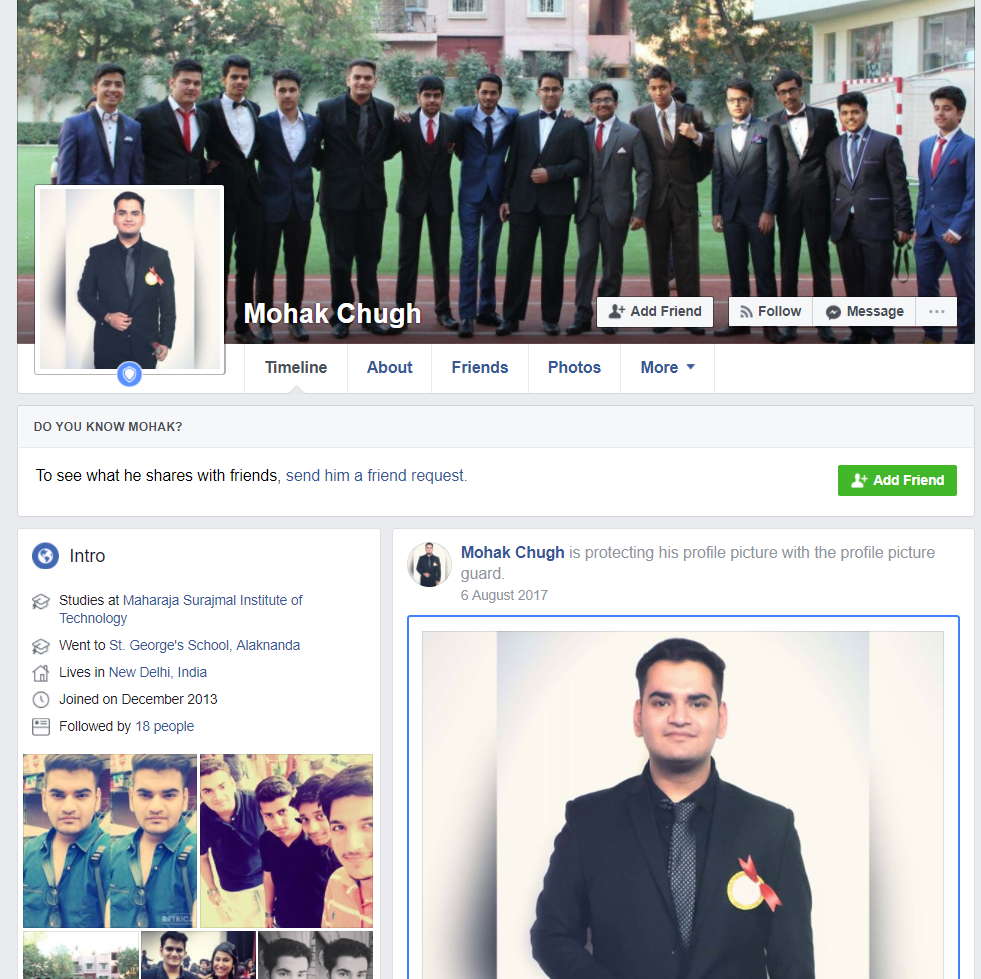 Mohak Chugh
Add Friend
Follow
Message
Timeline
About
Friends
Photos
More
DO YOU KNOW MOHAK?
To see what he shares with friends, send him a friend request.
Add Friend
Intro
Studies at Maharaja Surajmal Institute of
Technology
Went to St. George's School, Alaknanda
Lives in New Delhi, India
Joined on December 2013
Followed by 18 people
RETRICA
Mohak Chugh is protecting his profile picture with the profile picture
guard.
6 August 2017